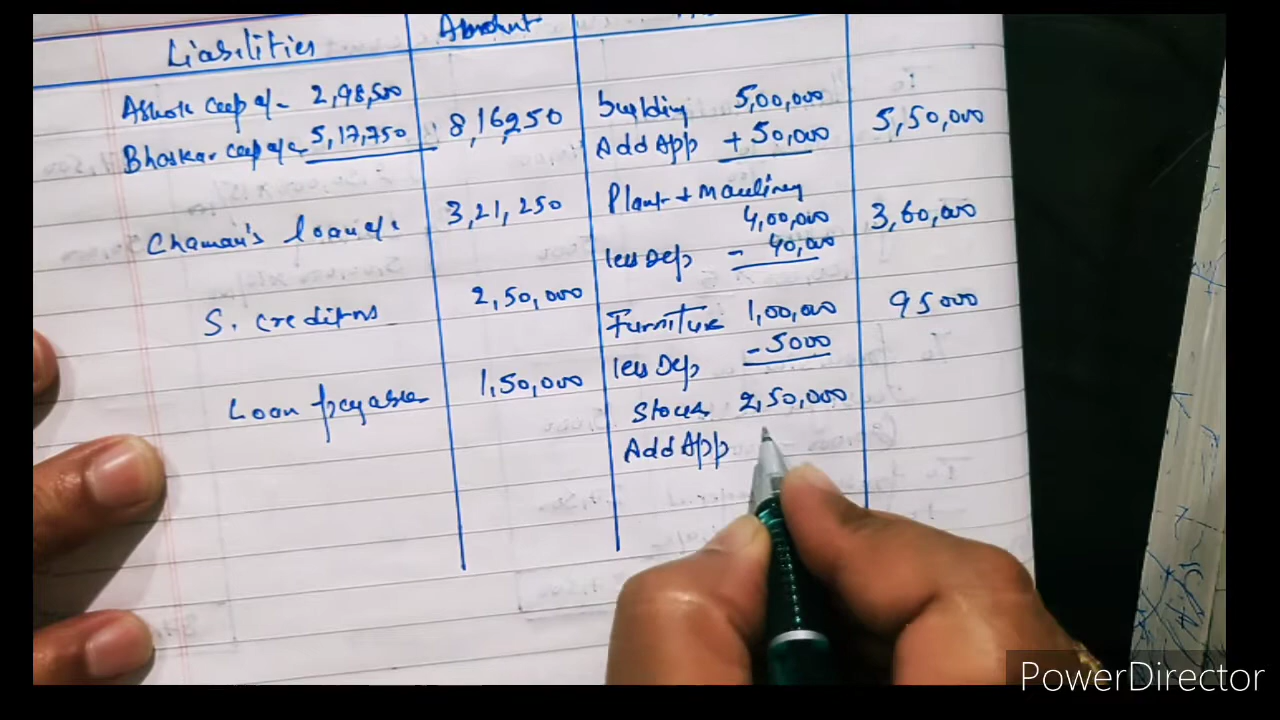 Liabilities
Amount
Ashok Cap a/c 2,98,500
Bhaskar Cap a/c 5,17,750
8,16,250
Chaman's loan a/c
3,21,250
S. creditors
2,50,000
Loan payable
1,50,000
building 5,00,000
Add App + 50,000
5,50,000
Plant +
4,00,000
less Dep - 40,000
3,60,000
Furniture 1,00,000
95000
less Dep - 5000
Stock 2,50,000
Add App
PowerDirector